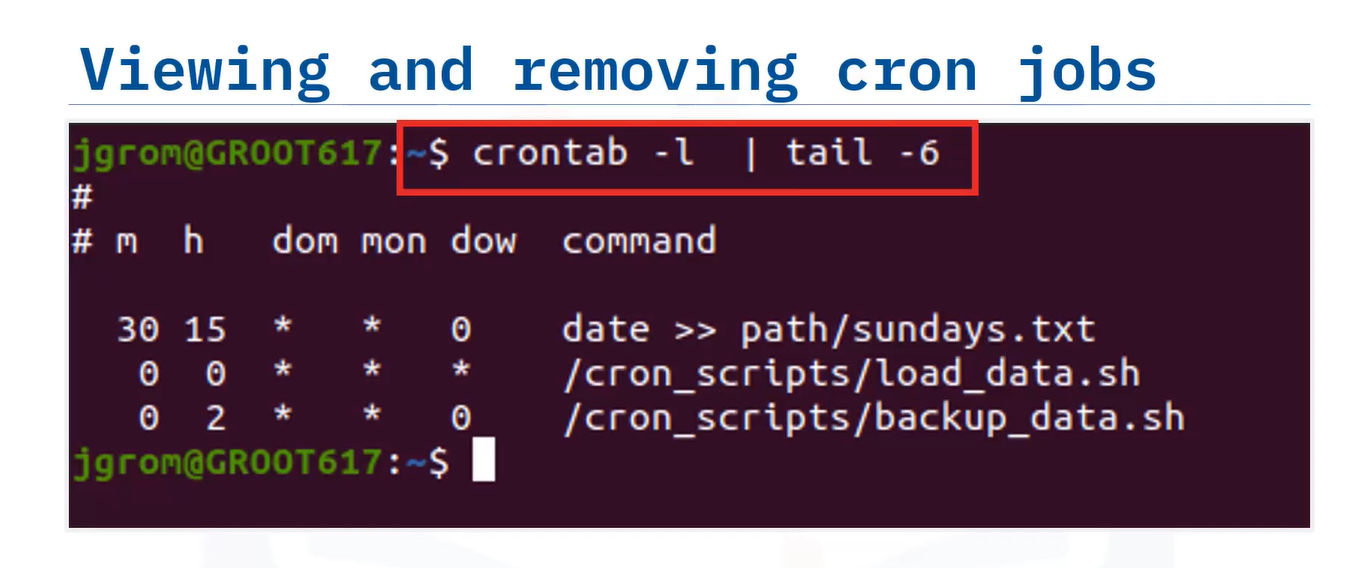 Viewing and removing cron jobs
jgrom@GROOT617:~$ crontab -l  | tail -6
#
# m  h   dom mon dow  command
30 15  *   *   0    date >> path/sundays.txt
0  0  *   *   *    /cron_scripts/load_data.sh
0  2  *   *   0    /cron_scripts/backup_data.sh
jgrom@GROOT617:~$